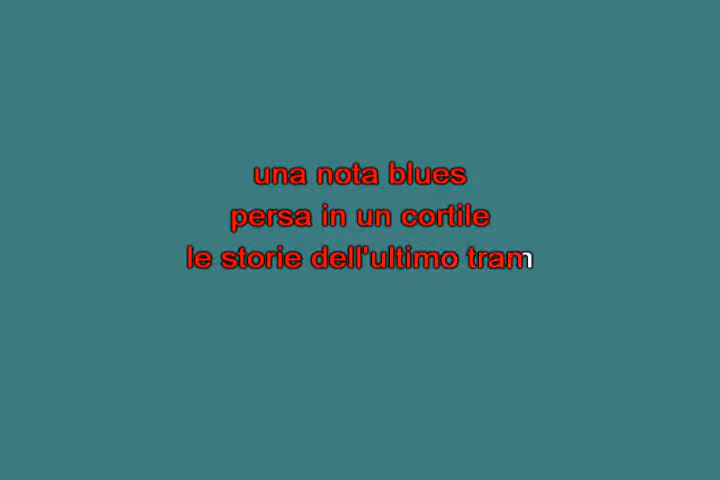 una nota blues
persa in un cortile
le storie dell'ultimo tram